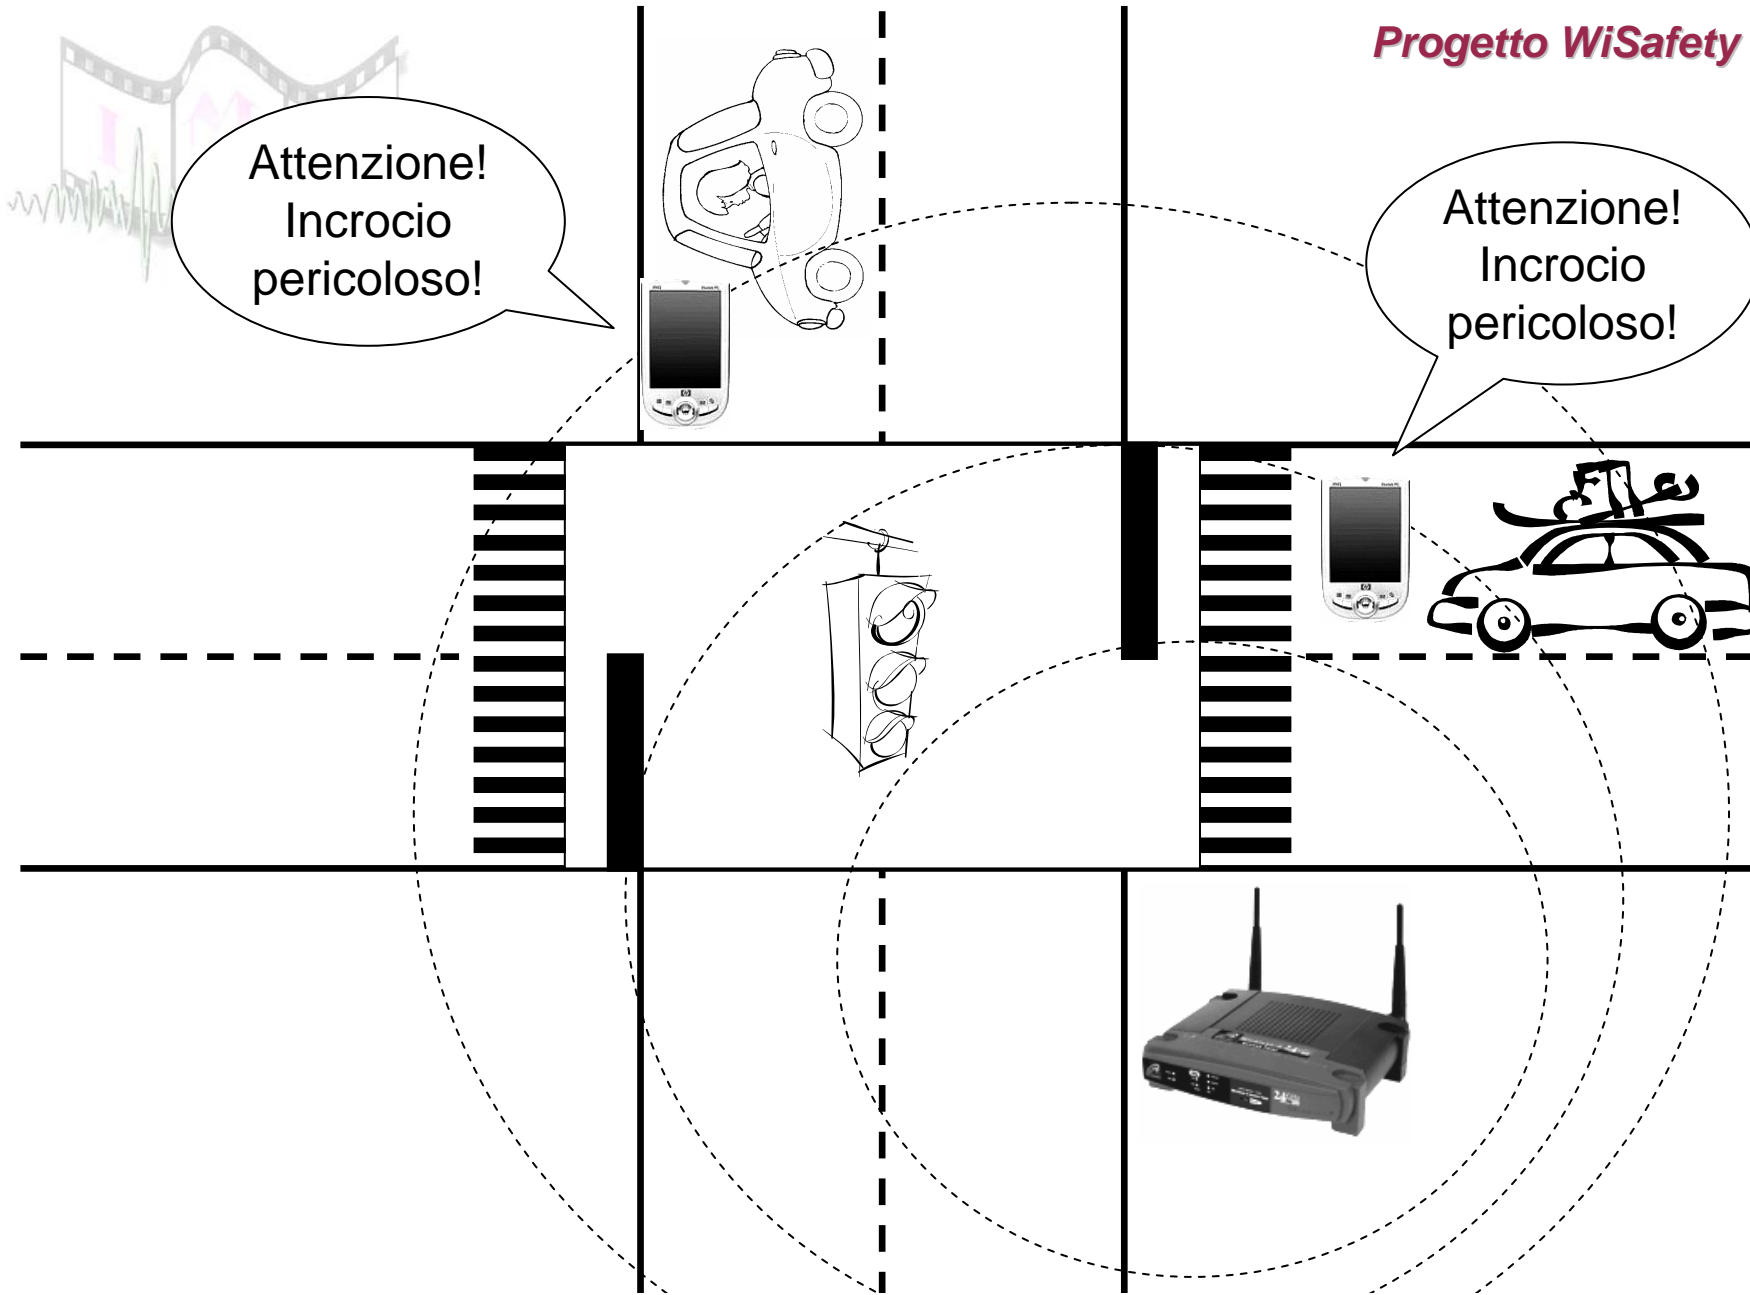 Progetto WiSafety
Attenzione!
Incrocio
pericoloso!
Attenzione!
Incrocio
pericoloso!